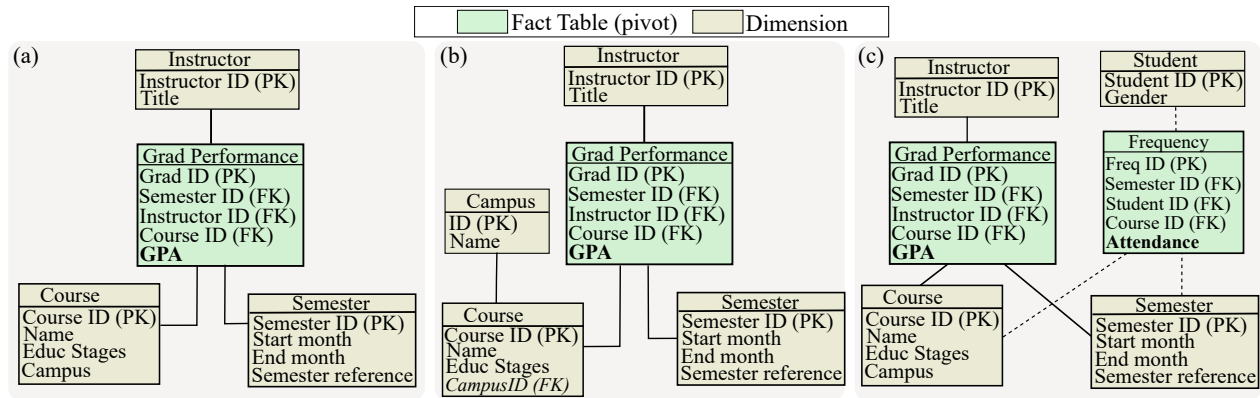 Fact Table (pivot) Dimension
(a)
Instructor
Instructor ID (PK)
Title
Grad Performance
Grad ID (PK)
Semester ID (FK)
Instructor ID (FK)
Course ID (FK)
GPA
Course
Course ID (PK)
Name
Educ Stages
Campus
Semester
Semester ID (PK)
Start month
End month
Semester reference
(b)
Instructor
Instructor ID (PK)
Title
Grad Performance
Grad ID (PK)
Semester ID (FK)
Instructor ID (FK)
Course ID (FK)
GPA
Campus
ID (PK)
Name
Course
Course ID (PK)
Name
Educ Stages
CampusID (FK)
Semester
Semester ID (PK)
Start month
End month
Semester reference
(c)
Instructor
Instructor ID (PK)
Title
Student
Student ID (PK)
Gender
Grad Performance
Grad ID (PK)
Semester ID (FK)
Instructor ID (FK)
Course ID (FK)
GPA
Frequency
Freq ID (PK)
Semester ID (FK)
Student ID (FK)
Course ID (FK)
Attendance
Course
Course ID (PK)
Name
Educ Stages
Campus
Semester
Semester ID (PK)
Start month
End month
Semester reference